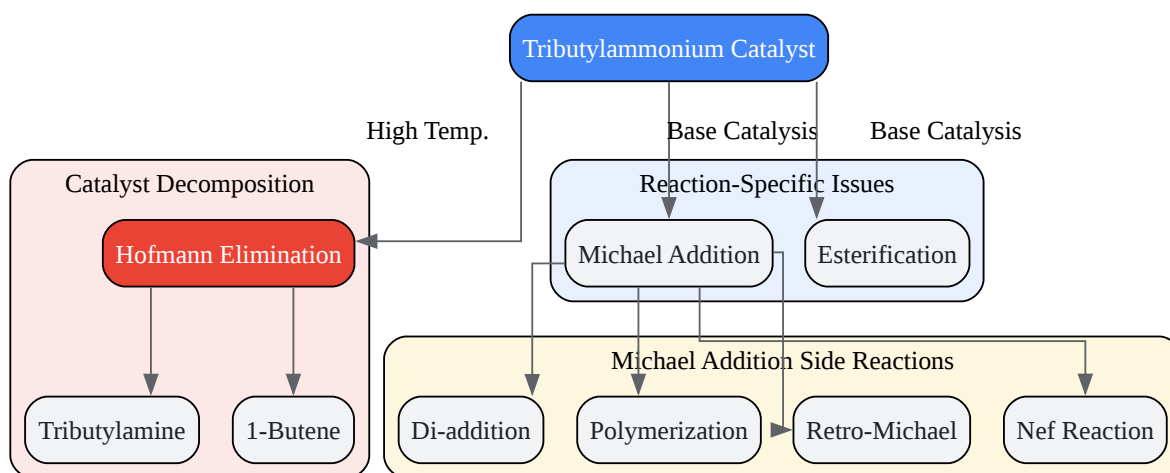 Tributylammonium Catalyst
High Temp.
Base Catalysis
Base Catalysis
Catalyst Decomposition
Reaction-Specific Issues
Hofmann Elimination
Michael Addition
Esterification
Michael Addition Side Reactions
Tributylamine
1-Butene
Di-addition
Polymerization
Retro-Michael
Nef Reaction